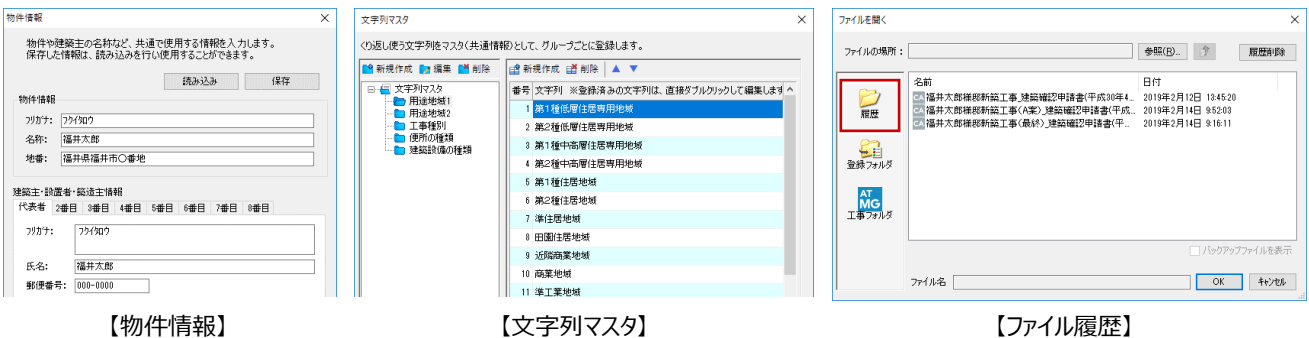 物件情報
物件や建築主の名称など、共通で使用する情報を入力します。
保存した情報は、読み込みを行い使用することができます。
読み込み 保存
物件情報
フリガナ: フクイタロウ
名称: 福井太郎
地番: 福井県福井市〇番地
建築主・設置者・築造主情報
代表者 2番目 3番目 4番目 5番目 6番目 7番目 8番目
フリガナ: フクイタロウ
氏名: 福井太郎
郵便番号: 000-0000
【物件情報】
文字列マスタ
くり返し使う文字列をマスタ(共通情報)として、グループごとに登録します。
新規作成 編集 削除
新規作成 削除
文字列マスタ
用途地域1
用途地域2
工事種別
便所の種類
建築設備の種類
番号 文字列 ※登録済みの文字列は、直接ダブルクリックして編集します
1 第1種低層住居専用地域
2 第2種低層住居専用地域
3 第1種中高層住居専用地域
4 第2種中高層住居専用地域
5 第1種住居地域
6 第2種住居地域
7 準住居地域
8 田園住居地域
9 近隣商業地域
10 商業地域
11 準工業地域
【文字列マスタ】
ファイルを開く
ファイルの場所:
参照(R)... 履歴削除
履歴
登録フォルダ
AT
MG
工事フォルダ
名前 日付
CA 福井太郎様邸新築工事_建築確認申請書(平成30年4... 2019年2月12日 18:45:20
CA 福井太郎様邸新築工事(A案)_建築確認申請書(平成... 2019年2月14日 9:52:03
CA 福井太郎様邸新築工事(最終)_建築確認申請書(平... 2019年2月14日 9:16:11
バックアップファイルを表示
ファイル名
OK キャンセル
【ファイル履歴】